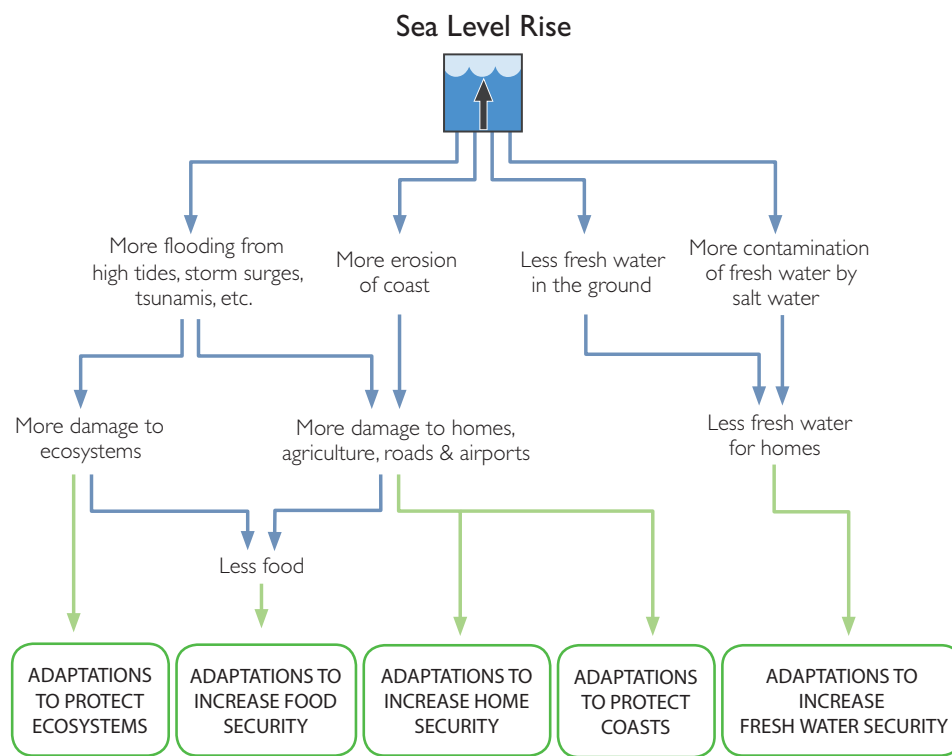 Sea Level Rise
More flooding from
high tides, storm surges,
tsunamis, etc.
More erosion
of coast
Less fresh water
in the ground
More contamination
of fresh water by
salt water
More damage to
ecosystems
More damage to homes,
agriculture, roads & airports
Less fresh water
for homes
Less food
ADAPTATIONS
TO PROTECT
ECOSYSTEMS
ADAPTATIONS TO
INCREASE FOOD
SECURITY
ADAPTATIONS TO
INCREASE HOME
SECURITY
ADAPTATIONS
TO PROTECT
COASTS
ADAPTATIONS TO
INCREASE
FRESH WATER SECURITY